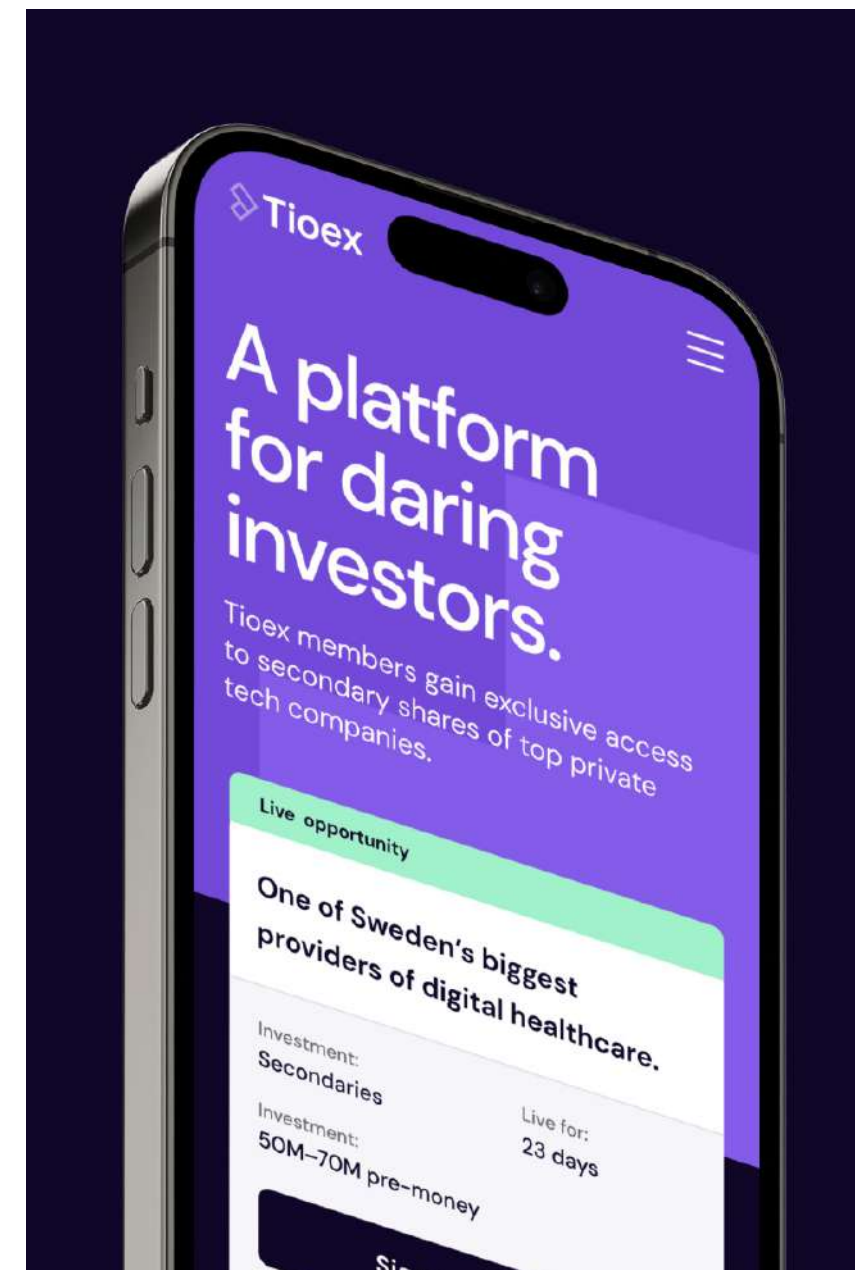 Tioex
A platform
for daring
investors.
Tioex members gain exclusive access
to secondary shares of top private
tech companies.
Live opportunity
One of Sweden's biggest
providers of digital healthcare.
Investment:
Secondaries
Live for:
23 days
Investment:
50M–70M pre-money